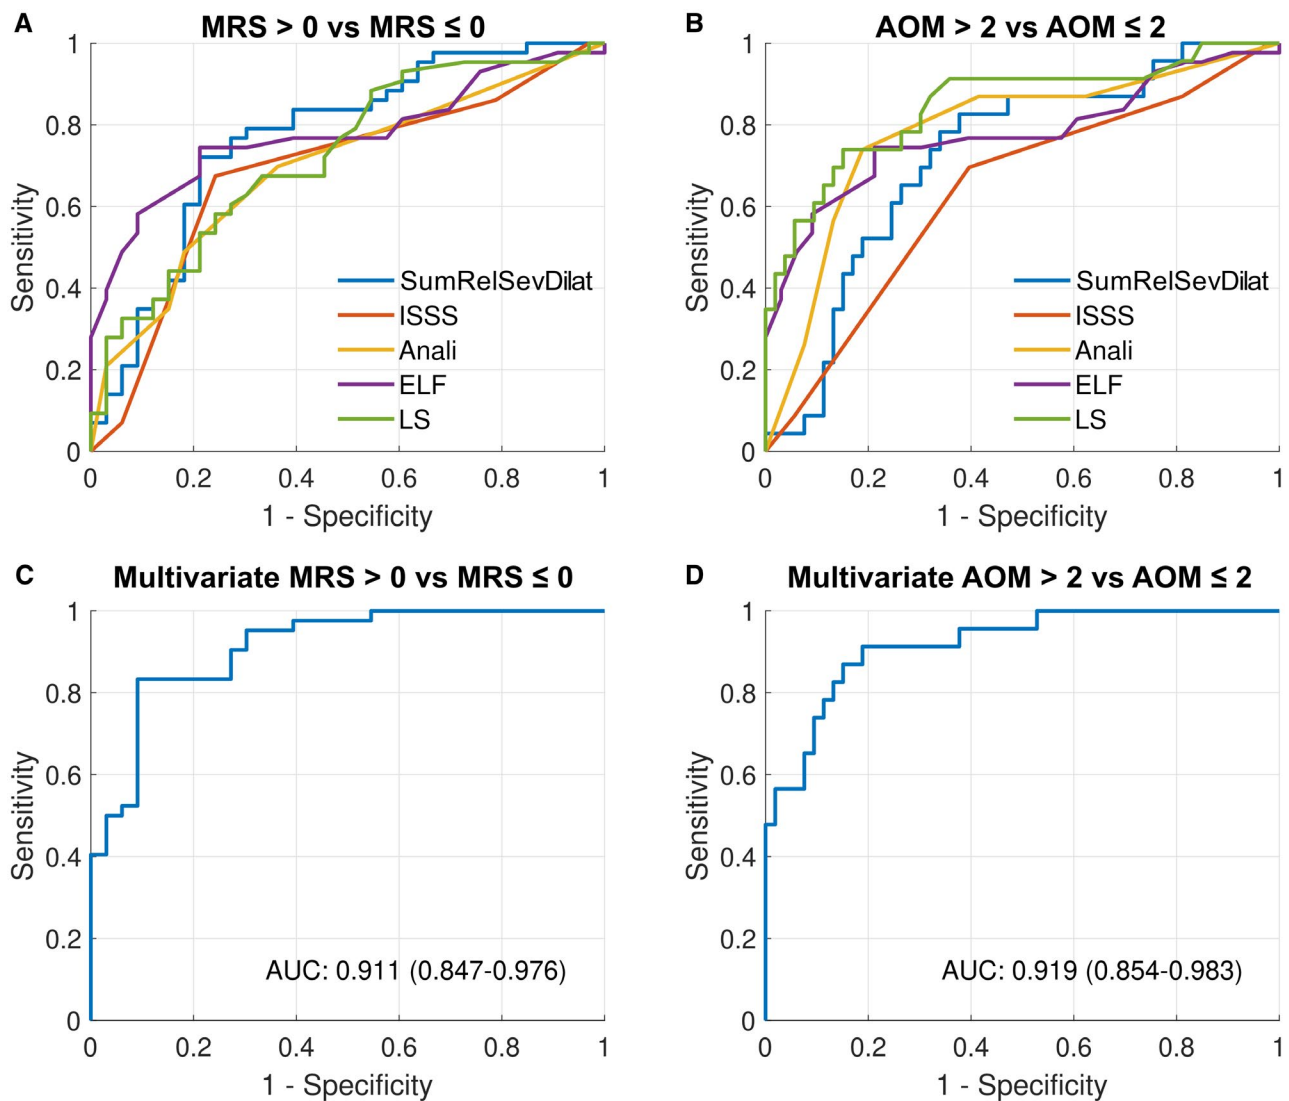 A
MRS > 0 vs MRS ≤ 0
1
0.8
0.6
0.4
0.2
0
Sensitivity
SumRelSevDilat
ISSS
Anali
ELF
LS
0 0.2 0.4 0.6 0.8 1
1 - Specificity
B
AOM > 2 vs AOM ≤ 2
1
0.8
0.6
0.4
0.2
0
Sensitivity
SumRelSevDilat
ISSS
Anali
ELF
LS
0 0.2 0.4 0.6 0.8 1
1 - Specificity
C
Multivariate MRS > 0 vs MRS ≤ 0
1
0.8
0.6
0.4
0.2
0
Sensitivity
AUC: 0.911 (0.847-0.976)
0 0.2 0.4 0.6 0.8 1
1 - Specificity
D
Multivariate AOM > 2 vs AOM ≤ 2
1
0.8
0.6
0.4
0.2
0
Sensitivity
AUC: 0.919 (0.854-0.983)
0 0.2 0.4 0.6 0.8 1
1 - Specificity